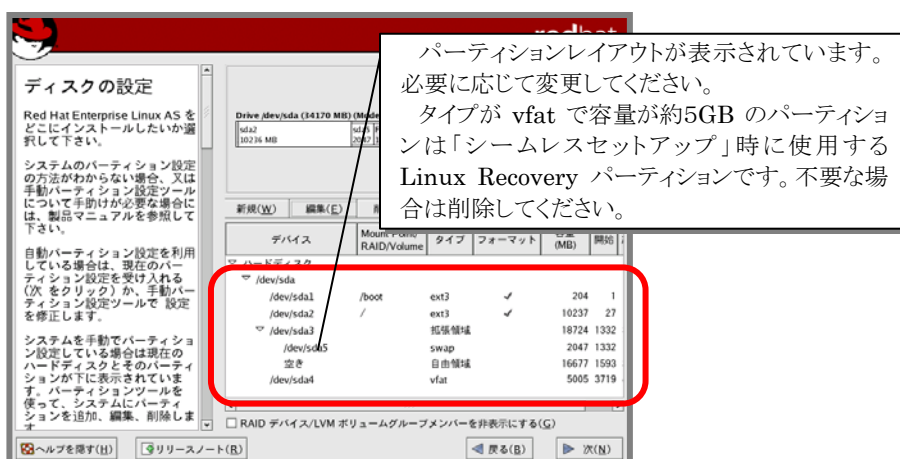 redhat
パーティションレイアウトが表示されています。
必要に応じて変更してください。
タイプが vfat で容量が約5GB のパーティショ
ンは「シームレスセットアップ」時に使用する
Linux Recovery パーティションです。不要な場
合は削除してください。
ディスクの設定
Red Hat Enterprise Linux AS を
どこにインストールしたいか選
択して下さい。
システムのパーティション設定
の方法がわからない場合、又は
手動パーティション設定ツール
について手助けが必要な場合に
は、製品マニュアルを参照して
下さい。
自動パーティション設定を利用
している場合は、現在のパー
ティション設定を受け入れる
(次 をクリック) か、手動パー
ティション設定ツールで 設定
を修正します。
システムを手動でパーティショ
ン設定している場合は現在の
ハードディスクとそのパーティ
ションが下に表示されていま
す。パーティションツールを
使って、システムにパーティ
ションを追加、編集、削除しま
Drive /dev/sda (34170 MB)
sda2
10236 MB
新規(W) 編集(E)
デバイス Mount Point/ RAID/Volume タイプ フォーマット (MB) 開始
ハードディスク
/dev/sda
/dev/sda1 /boot ext3 ✓ 204 1
/dev/sda2 / ext3 ✓ 10237 27
/dev/sda3 拡張領域 18724 1332
/dev/sda5 swap 2047 1332
空き 自由領域 16677 1593
/dev/sda4 vfat 5005 3719
RAID デバイス/LVM ボリュームグループメンバーを非表示にする(G)
ヘルプを隠す(H) リリースノート(R) 戻る(B) 次(N)